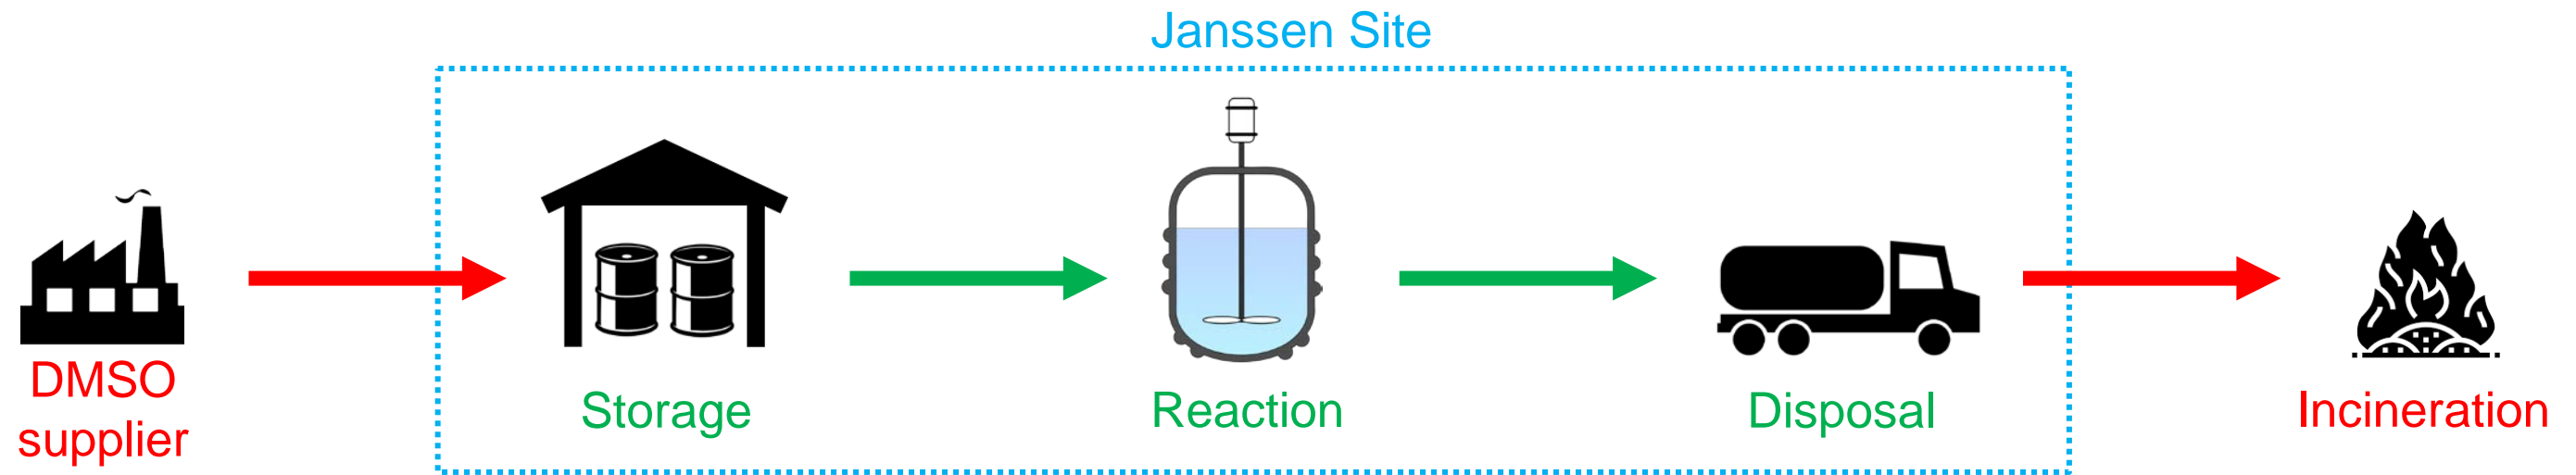 Janssen Site
DMSO
supplier
Storage
Reaction
Disposal
Incineration